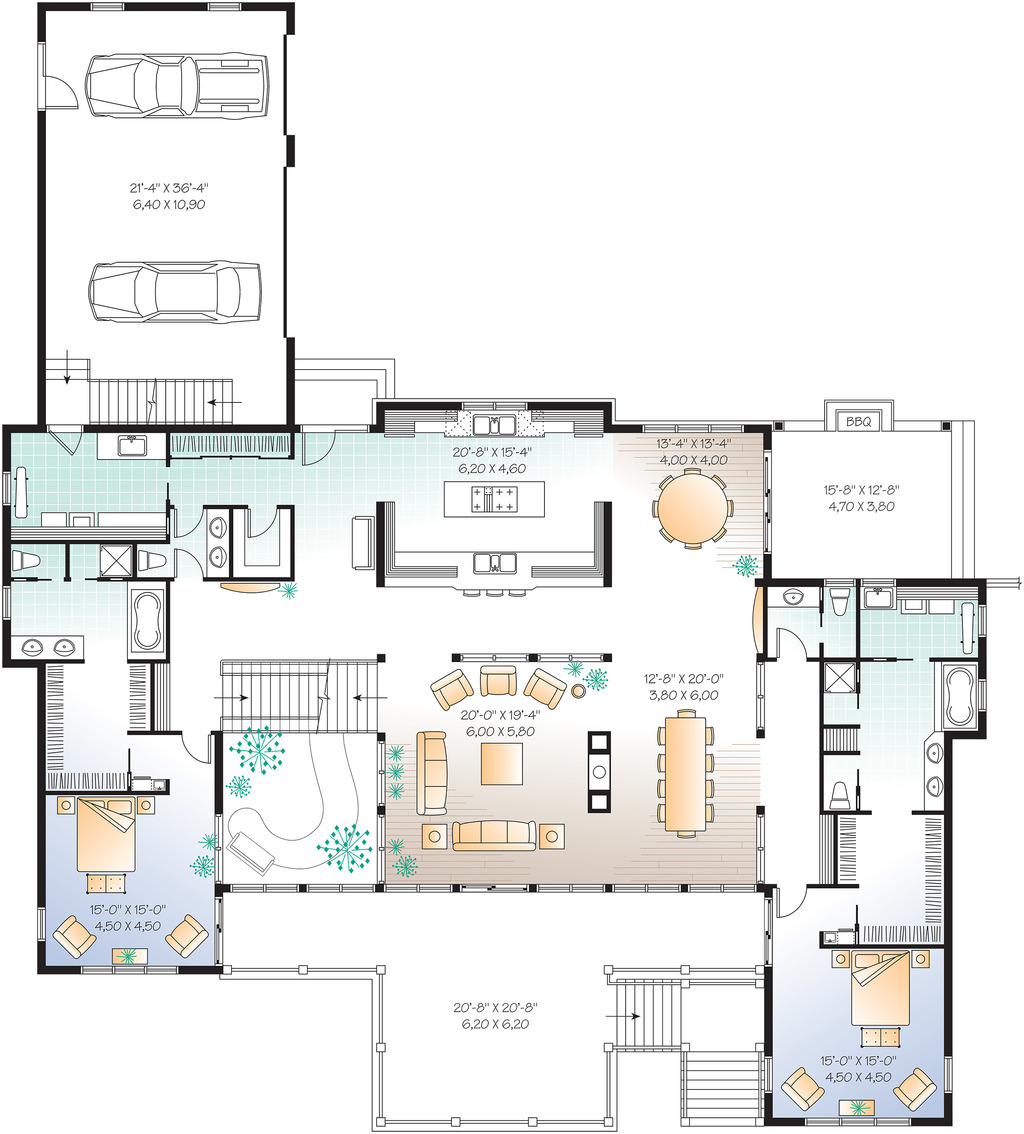 21'-4" X 36'-4"
6,40 X 10,90
20'-8" X 15'-4"
6,20 X 4,60
13'-4" X 13'-4"
4,00 X 4,00
BBQ
15'-8" X 12'-8"
4,70 X 3,80
20'-0" X 19'-4"
6,00 X 5,80
12'-8" X 20'-0"
3,80 X 6,00
15'-0" X 15'-0"
4,50 X 4,50
20'-8" X 20'-8"
6,20 X 6,20
15'-0" X 15'-0"
4,50 X 4,50